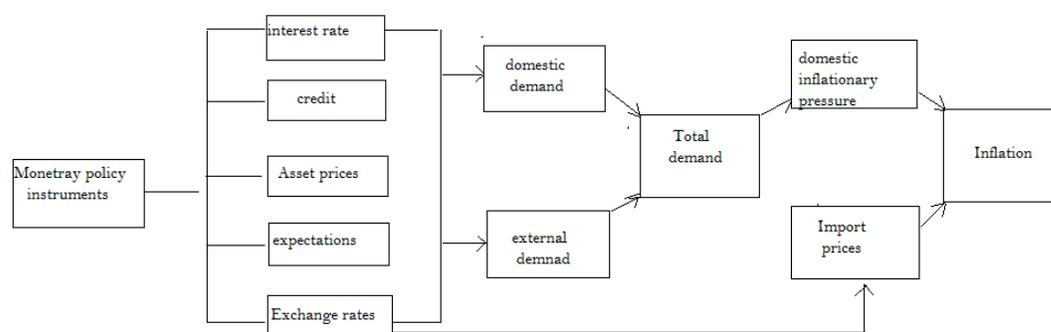 Monetray policy
instruments
interest rate
credit
Asset prices
expectations
Exchange rates
domestic
demand
external
demnad
Total
demand
domestic
inflationary
pressure
Import
prices
Inflation